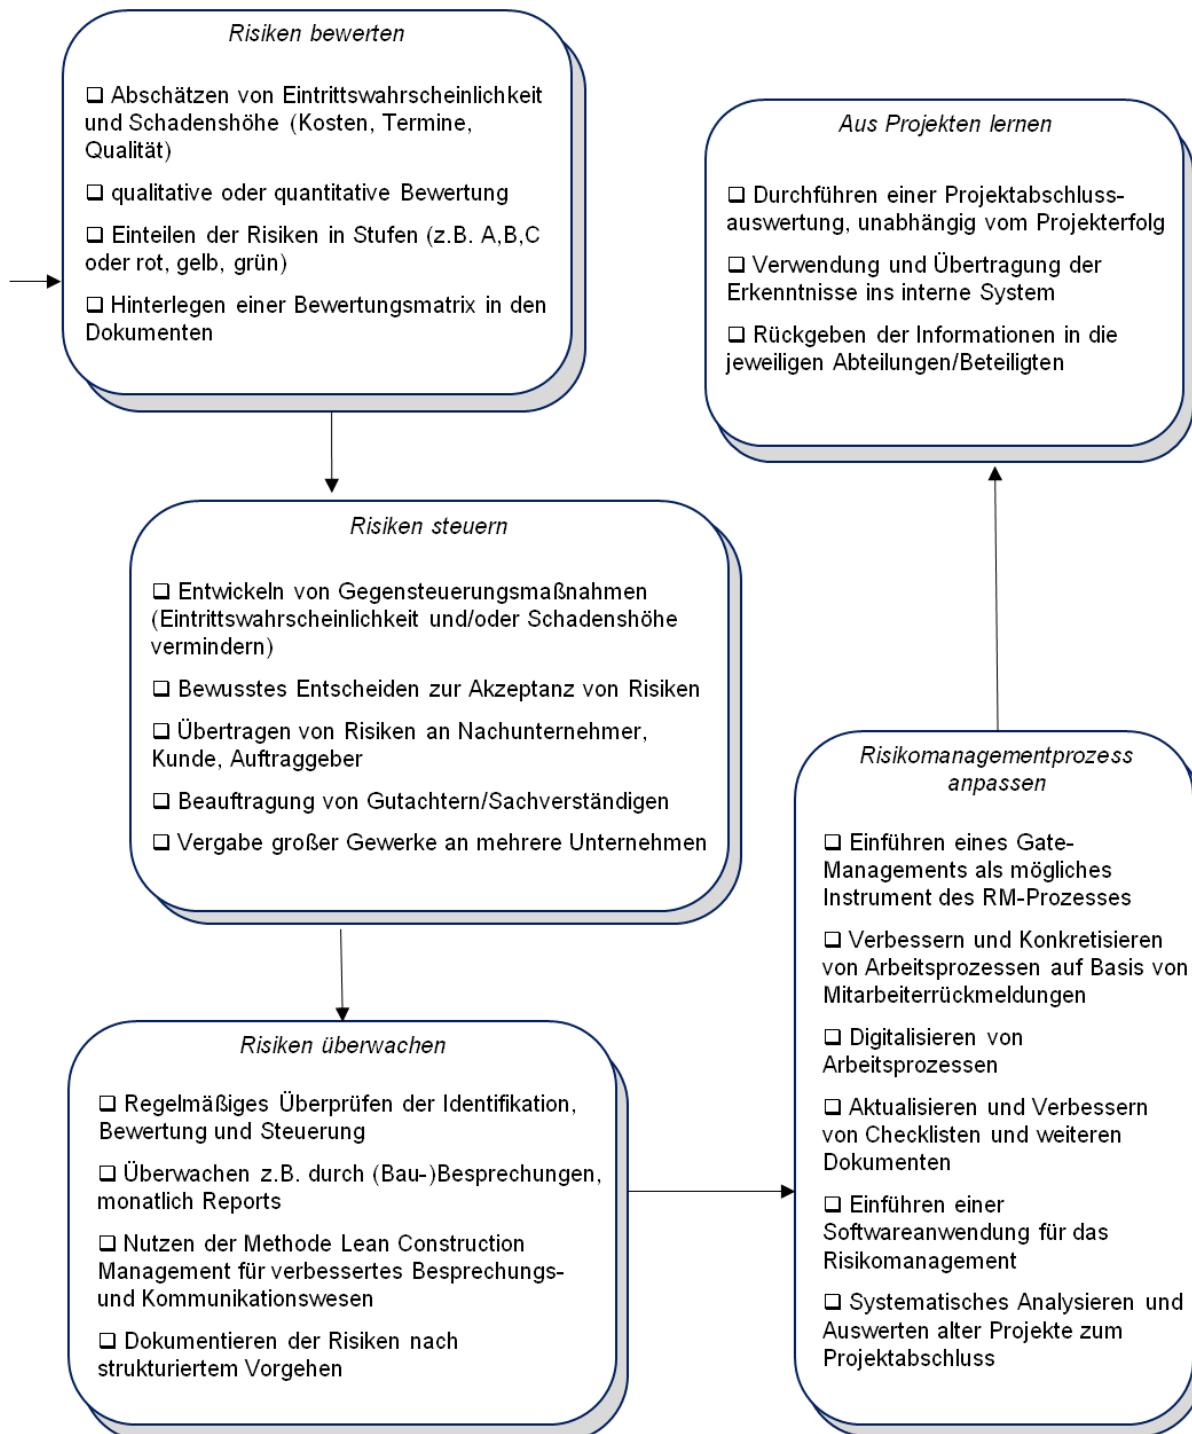 Risiken bewerten
❑ Abschätzen von Eintrittswahrscheinlichkeit
und Schadenshöhe (Kosten, Termine,
Qualität)
❑ qualitative oder quantitative Bewertung
❑ Einteilen der Risiken in Stufen (z.B. A,B,C
oder rot, gelb, grün)
❑ Hinterlegen einer Bewertungsmatrix in den
Dokumenten
Risiken steuern
❑ Entwickeln von Gegensteuerungsmaßnahmen
(Eintrittswahrscheinlichkeit und/oder Schadenshöhe
vermindern)
❑ Bewusstes Entscheiden zur Akzeptanz von Risiken
❑ Übertragen von Risiken an Nachunternehmer,
Kunde, Auftraggeber
❑ Beauftragung von Gutachtern/Sachverständigen
❑ Vergabe großer Gewerke an mehrere Unternehmen
Risiken überwachen
❑ Regelmäßiges Überprüfen der Identifikation,
Bewertung und Steuerung
❑ Überwachen z.B. durch (Bau-)Besprechungen,
monatlich Reports
❑ Nutzen der Methode Lean Construction
Management für verbessertes Besprechungs-
und Kommunikationswesen
❑ Dokumentieren der Risiken nach
strukturiertem Vorgehen
Risikomanagementprozess
anpassen
❑ Einführen eines Gate-
Managements als mögliches
Instrument des RM-Prozesses
❑ Verbessern und Konkretisieren
von Arbeitsprozessen auf Basis von
Mitarbeiterrückmeldungen
❑ Digitalisieren von
Arbeitsprozessen
❑ Aktualisieren und Verbessern
von Checklisten und weiteren
Dokumenten
❑ Einführen einer
Softwareanwendung für das
Risikomanagement
❑ Systematisches Analysieren und
Auswerten alter Projekte zum
Projektabschluss
Aus Projekten lernen
❑ Durchführen einer Projektabschluss-
auswertung, unabhängig vom Projekterfolg
❑ Verwendung und Übertragung der
Erkenntnisse ins interne System
❑ Rückgeben der Informationen in die
jeweiligen Abteilungen/Beteiligten